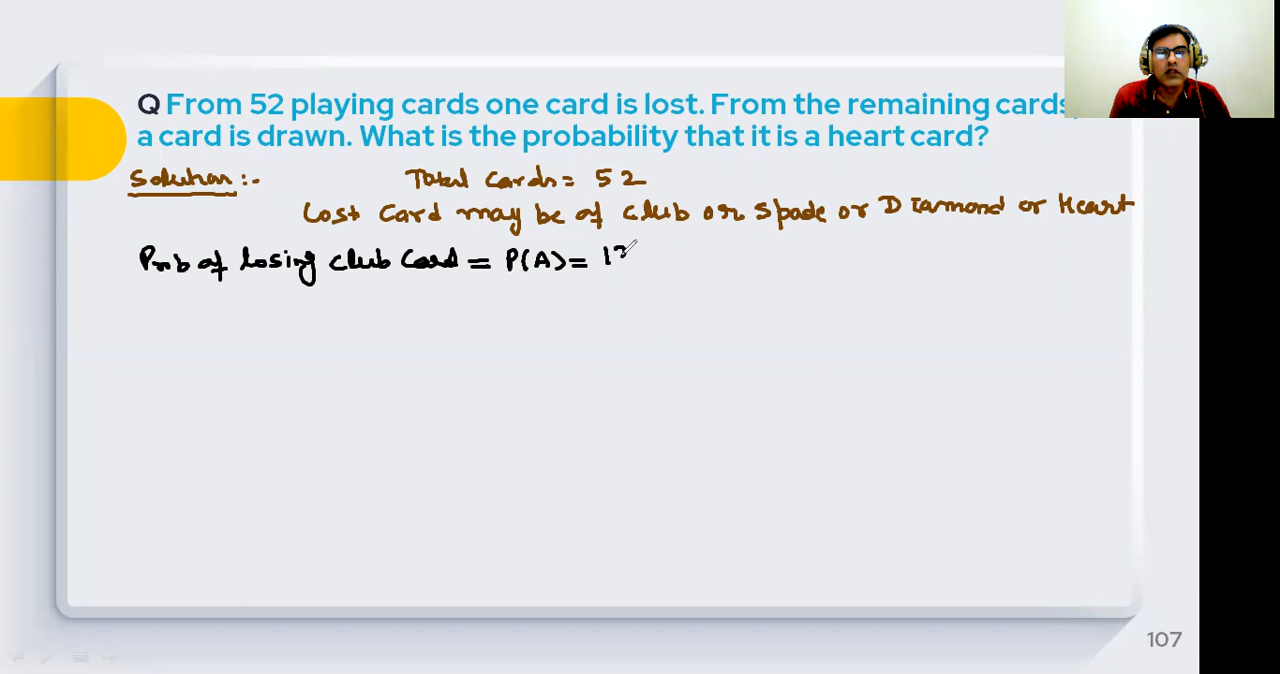 Q From 52 playing cards one card is lost. From the remaining cards,
a card is drawn. What is the probability that it is a heart card?
Solution:-
Total Cards = 52
Lost Card may be of Club or Spade or Diamond or Heart
Prob of losing club Card = P(A) = 13
107